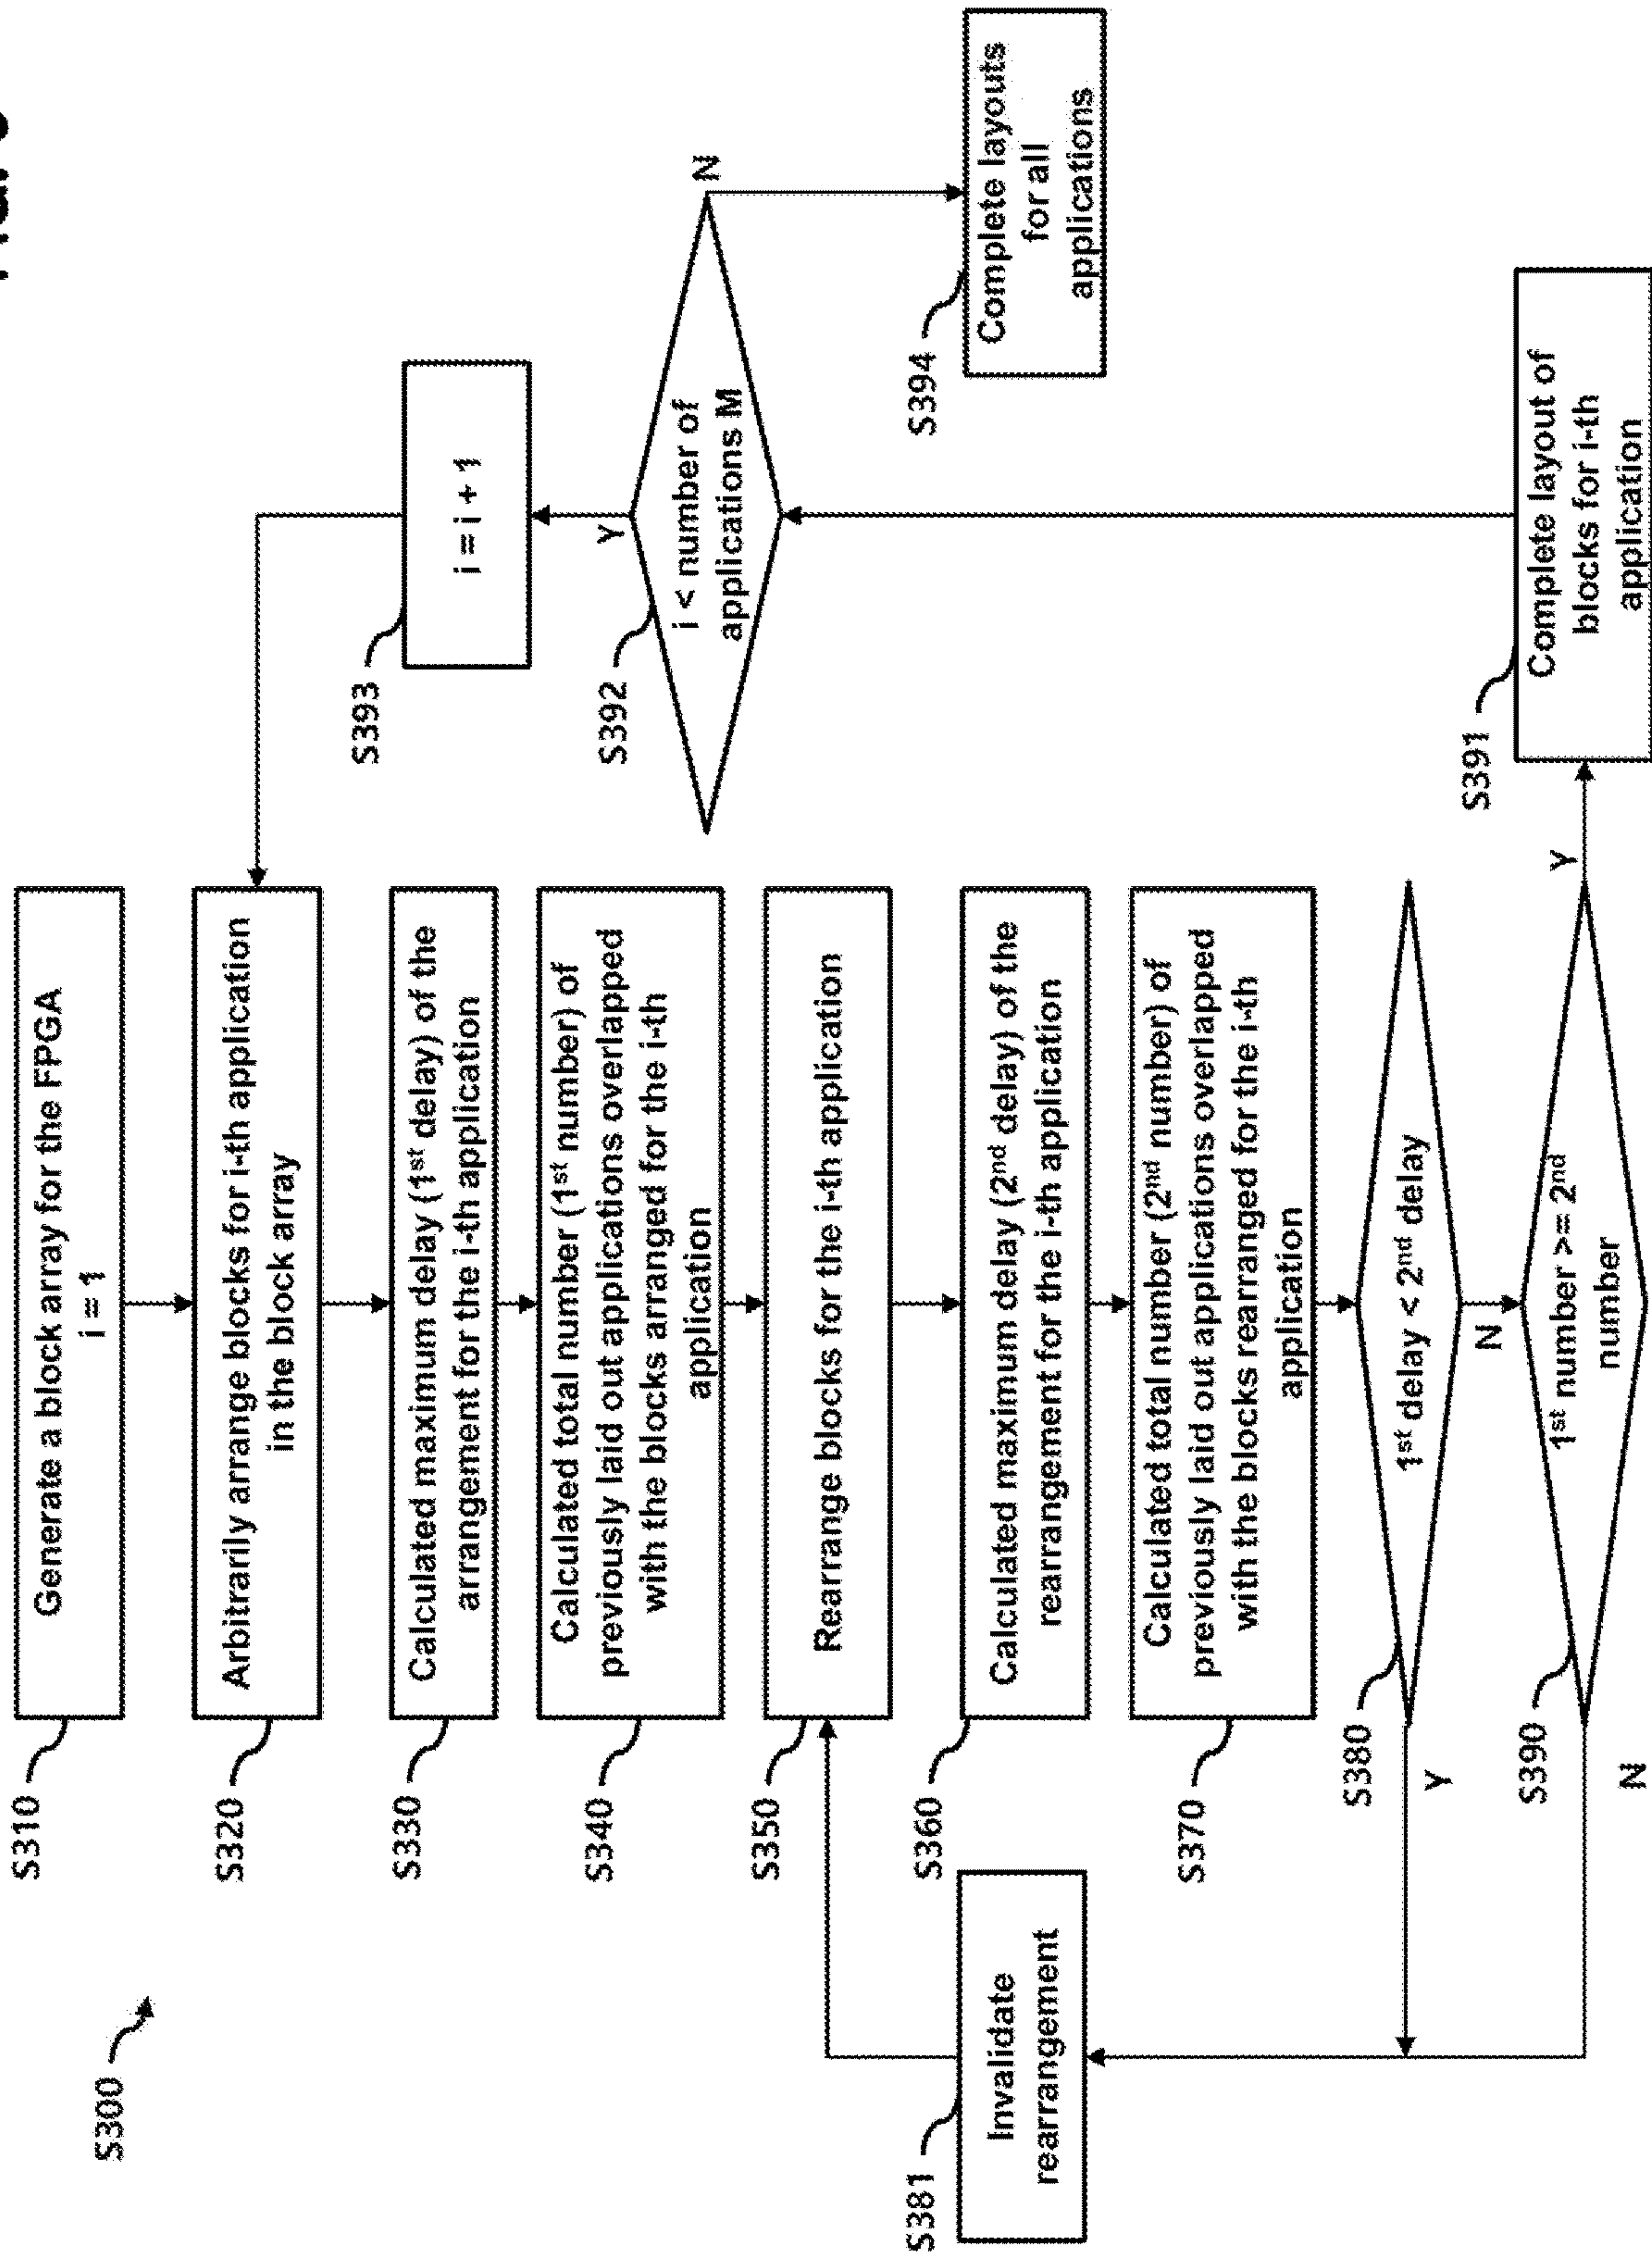 S300
S310
Generate a block array for the FPGA
i = 1
S320
Arbitrarily arrange blocks for i-th application
in the block array
S330
Calculated maximum delay (1st delay) of the
arrangement for the i-th application
S340
Calculated total number (1st number) of
previously laid out applications overlapped
with the blocks arranged for the i-th
application
S350
Rearrange blocks for the i-th application
S360
Calculated maximum delay (2nd delay) of the
rearrangement for the i-th application
S370
Calculated total number (2nd number) of
previously laid out applications overlapped
with the blocks rearranged for the i-th
application
S380
1st delay < 2nd delay
Y
N
S381
Invalidate
rearrangement
S390
1st number >= 2nd
number
N
Y
S391
Complete layout of
blocks for i-th
application
S392
i < number of
applications M
Y
N
S393
i = i + 1
S394
Complete layouts
for all
applications